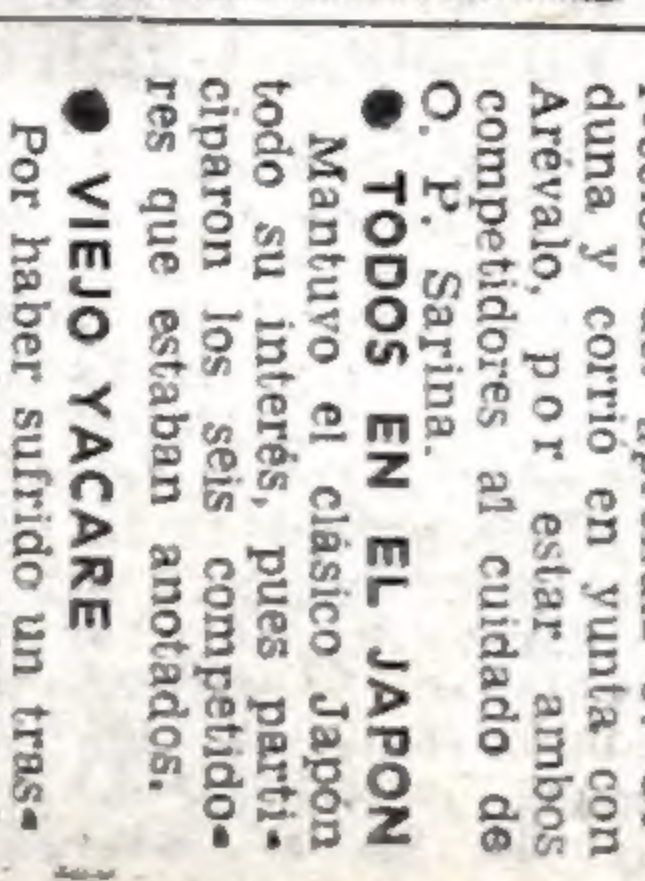 duna y corrió en yunta con
Arévalo, por estar ambos
competidores al cuidado de
O. P. Sarina.
● TODOS EN EL JAPON
Mantuvo el clásico Japón
todo su interés, pues parti-
ciparon los seis competido-
res que estaban anotados.
● VIEJO YACARE
Por haber sufrido un tras-